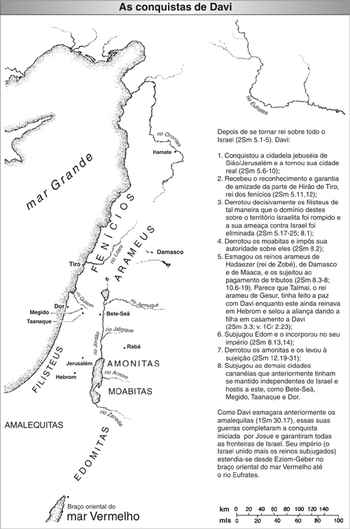 As conquistas de Davi
rio Eufrates
rio Orontes
Hamate
mar Grande
FENÍCIOS
ARAMEUS
Damasco
Tiro
Dor
Megido
Taanaque
Bete-Seã
rio Jarmuque
rio Jaboque
Rabá
AMONITAS
Jerusalém
Hebrom
FILISTEUS
rio Arnom
MOABITAS
AMALEQUITAS
EDOMITAS
Braço oriental do
mar Vermelho
Depois de se tornar rei sobre todo o
Israel (2Sm 5.1-5). Davi:
1. Conquistou a cidadela jebuséia de
Sião/Jerusalém e a tornou sua cidade
real (2Sm 5.6-10);
2. Recebeu o reconhecimento e garantia
de amizade da parte de Hirão de Tiro,
rei dos fenícios (2Sm 5.11,12);
3. Derrotou decisivamente os filisteus de
tal maneira que o domínio destes
sobre o território israelita foi rompido e
a sua ameaça contra Israel foi
eliminada (2Sm 5.17-25; 8.1);
4. Derrotou os moabitas e impôs sua
autoridade sobre eles (2Sm 8.2);
5. Esmagou os reinos arameus de
Hadadezer (rei de Zobé), de Damasco
e de Maaca, e os sujeitou ao
pagamento de tributos (2Sm 8.3-8;
10.6-19). Parece que Talmai, o rei
arameu de Gesur, tinha feito a paz
com Davi enquanto este ainda reinava
em Hebrom e selou a aliança dando a
filha em casamento a Davi
(2Sm 3.3; v. 1Cr 2.23);
6. Subjugou Edom e o incorporou no seu
império (2Sm 8.13,14);
7. Derrotou os amonitas e os levou à
sujeição (2Sm 12.19-31);
8. Subjugou as demais cidades
cananéias que anteriormente tinham
se mantido independentes de Israel e
hostis a este, como Bete-Seã,
Megido, Taanaque e Dor.
Como Davi esmagara anteriormente os
amalequitas (1Sm 30.17), essas suas
guerras completaram a conquista
iniciada por Josué e garantiram todas
as fronteiras de Israel. Seu império (o
Israel unido mais os reinos subjugados)
estendia-se desde Eziom-Geber no
braço oriental do mar Vermelho até
o rio Eufrates.
km 0 20 40 60 80 100 120 140
mls 0 20 40 60 80 100